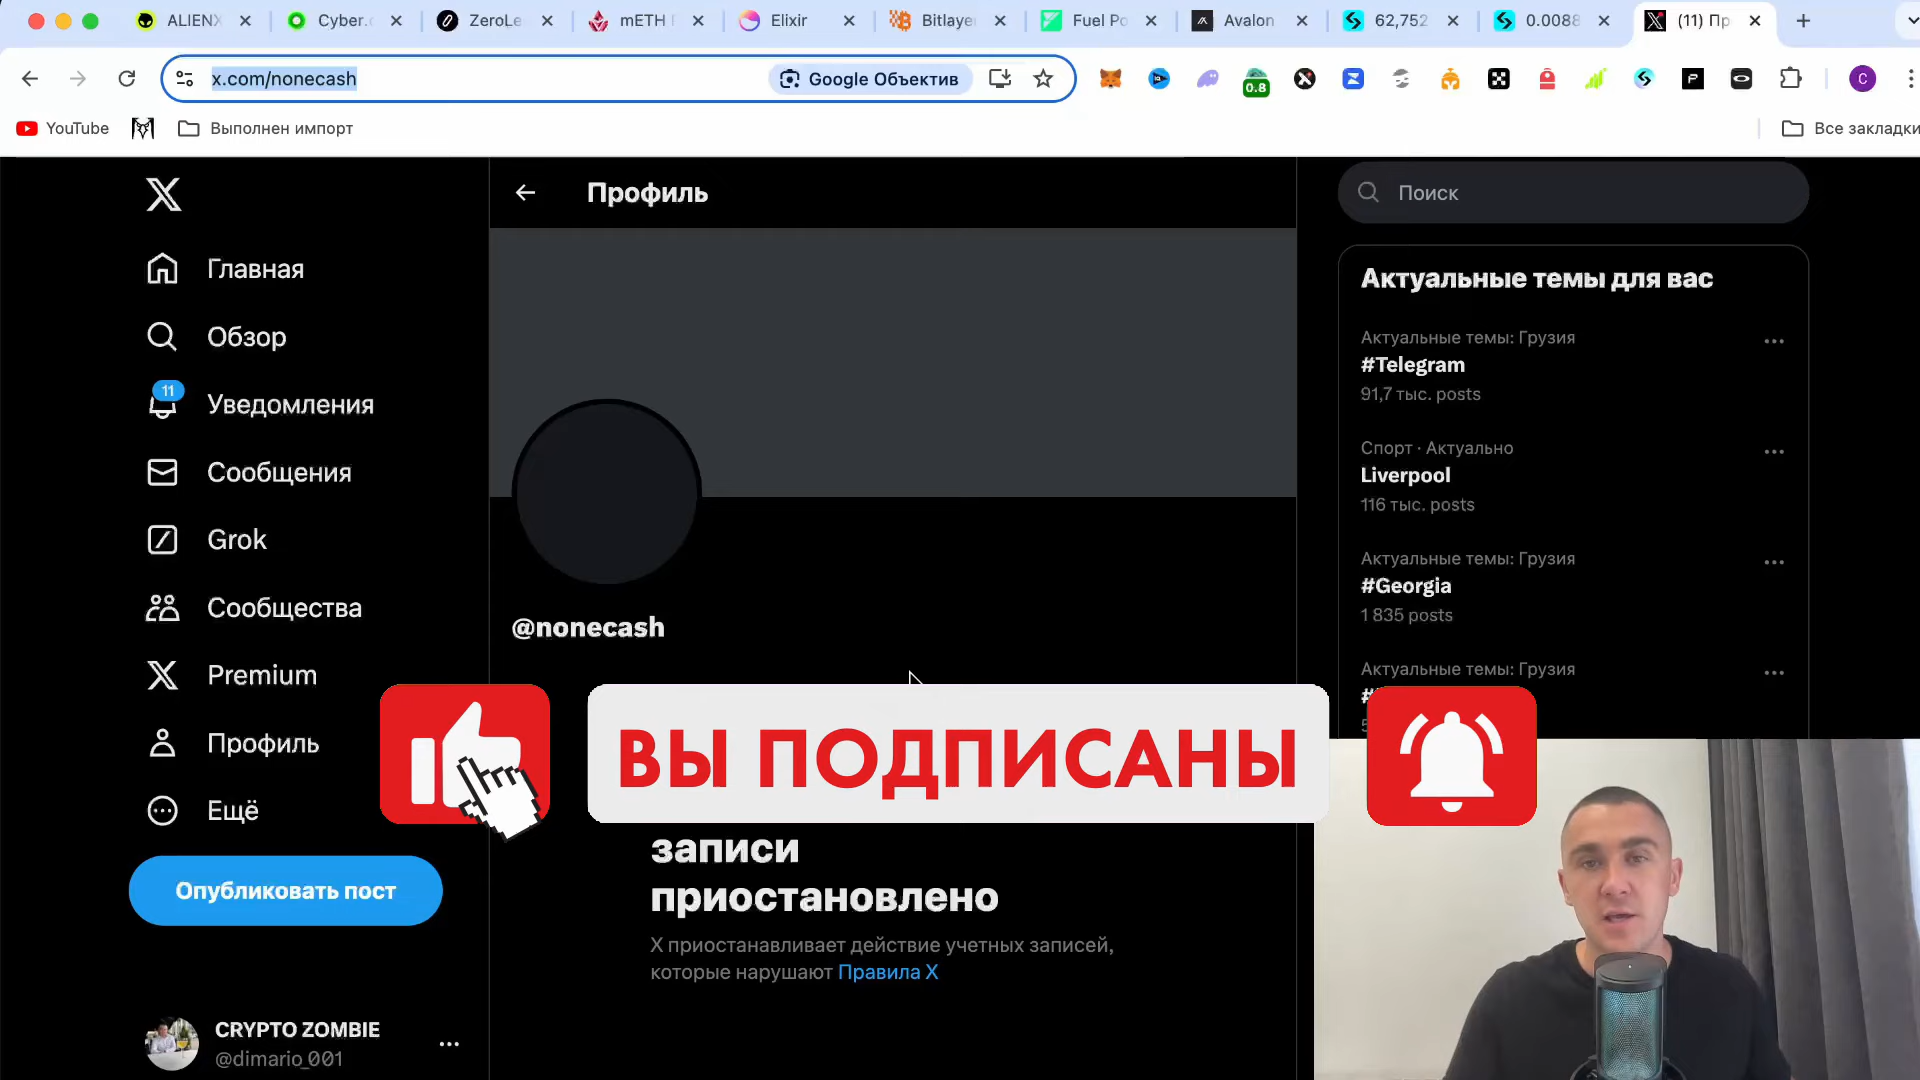 ALIENX
Cyber.
ZeroLe
mETH
Elixir
Bitlaye
Fuel Po
Avalon
62,752
0.0088
(11) Пр
x.com/nonecash
Google Объектив
0.8
C
YouTube
Выполнен импорт
Все закладки
Профиль
Поиск
Главная
Обзор
11
Уведомления
Сообщения
Grok
Сообщества
Premium
Профиль
Ещё
Опубликовать пост
CRYPTO ZOMBIE
@dimario_001
@nonecash
ВЫ ПОДПИСАНЫ
записи
приостановлено
X приостанавливает действие учетных записей,
которые нарушают Правила X
Актуальные темы для вас
Актуальные темы: Грузия
#Telegram
91,7 тыс. posts
Спорт · Актуально
Liverpool
116 тыс. posts
Актуальные темы: Грузия
#Georgia
1 835 posts
Актуальные темы: Грузия